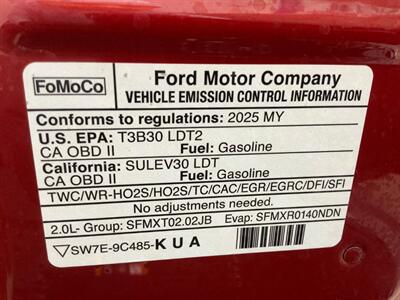 FoMoCo
Ford Motor Company
VEHICLE EMISSION CONTROL INFORMATION
Conforms to regulations: 2025 MY
U.S. EPA: T3B30 LDT2
CA OBD II Fuel: Gasoline
California: SULEV30 LDT
CA OBD II Fuel: Gasoline
TWC/WR-HO2S/HO2S/TC/CAC/EGR/EGRC/DFI/SFI
No adjustments needed.
2.0L- Group: SFMXT02.02JB Evap: SFMXR0140NDN
SW7E-9C485-KUA